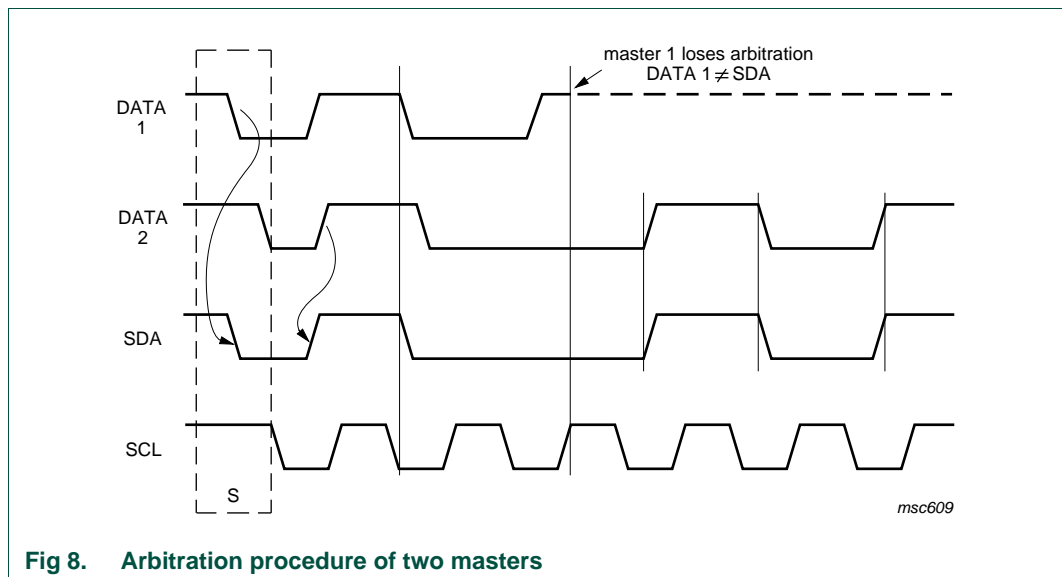 master 1 loses arbitration
DATA 1 ≠ SDA
DATA
1
DATA
2
SDA
SCL
S
msc609
Fig 8. Arbitration procedure of two masters